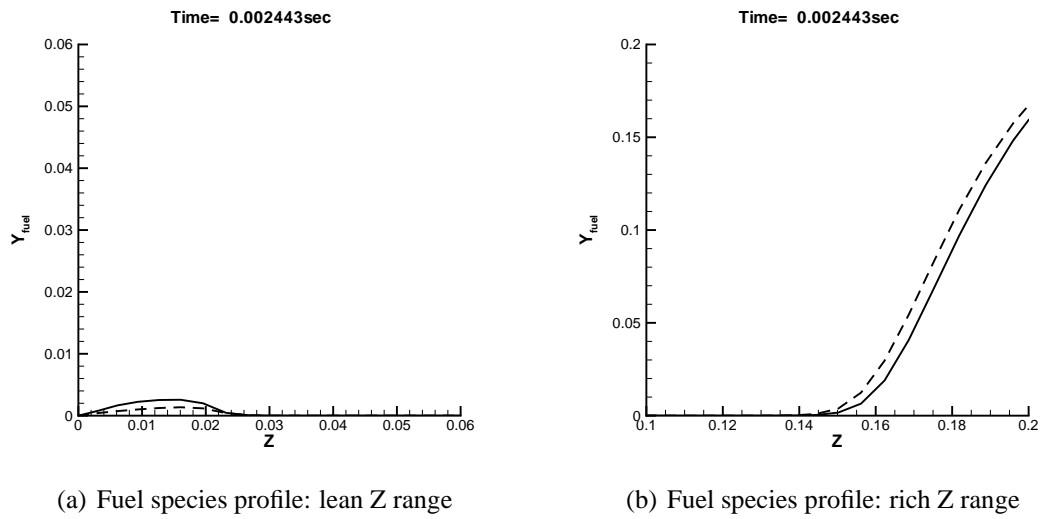 Time= 0.002443sec
0.06
0.05
0.04
0.03
0.02
0.01
0
Y_fuel
0 0.01 0.02 0.03 0.04 0.05 0.06
Z
(a) Fuel species profile: lean Z range
Time= 0.002443sec
0.2
0.15
0.1
0.05
0
Y_fuel
0.1 0.12 0.14 0.16 0.18 0.2
Z
(b) Fuel species profile: rich Z range